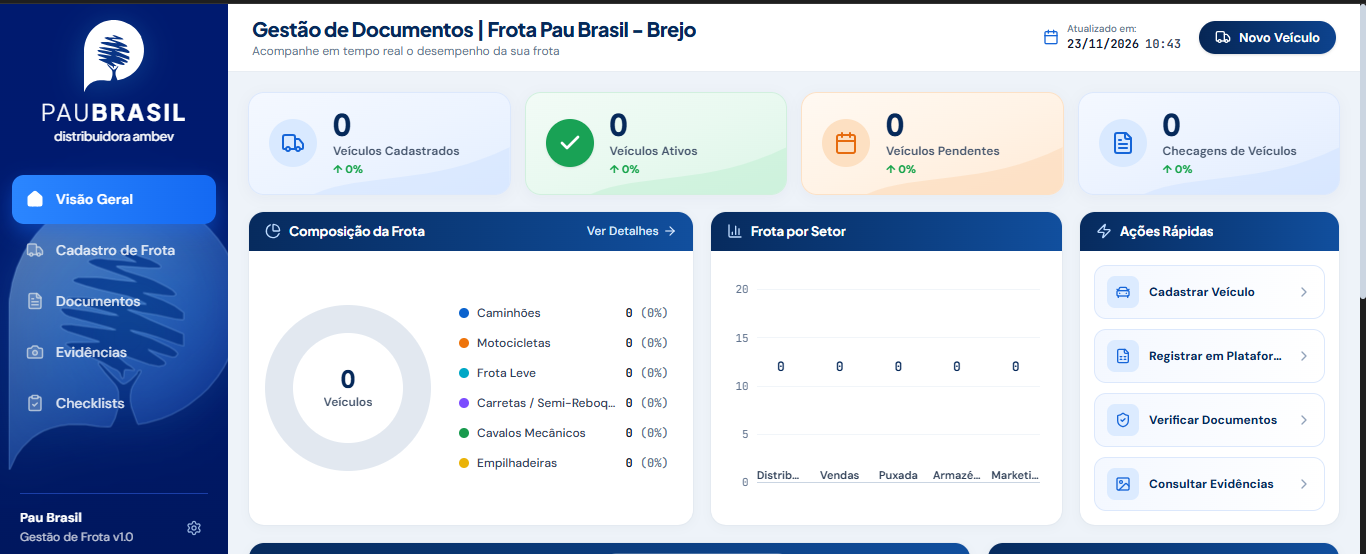 PAUBRASIL
distribuidora ambev
Visão Geral
Cadastro de Frota
Documentos
Evidências
Checklists
Pau Brasil
Gestão de Frota v1.0
Gestão de Documentos | Frota Pau Brasil – Brejo
Acompanhe em tempo real o desempenho da sua frota
Atualizado em:
23/11/2026 10:43
Novo Veículo
0
Veículos Cadastrados
↑ 0%
0
Veículos Ativos
↑ 0%
0
Veículos Pendentes
↑ 0%
0
Checagens de Veículos
↑ 0%
Composição da Frota
Ver Detalhes →
0
Veículos
Caminhões 0 (0%)
Motocicletas 0 (0%)
Frota Leve 0 (0%)
Carretas / Semi-Reboq... 0 (0%)
Cavalos Mecânicos 0 (0%)
Empilhadeiras 0 (0%)
Frota por Setor
20
15
0 0 0 0 0
10
5
Distrib... Vendas Puxada Armazé... Marketi...
0
Ações Rápidas
Cadastrar Veículo
Registrar em Platafor...
Verificar Documentos
Consultar Evidências